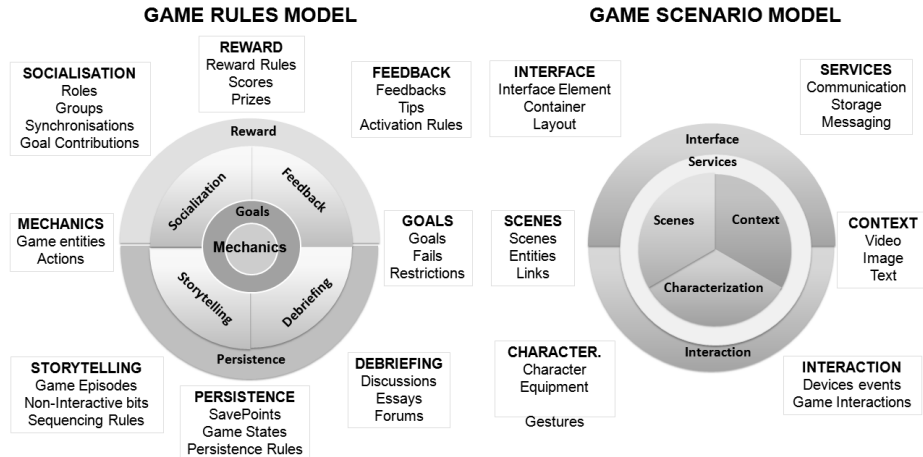 GAME RULES MODEL
REWARD
Reward Rules
Scores
Prizes
SOCIALISATION
Roles
Groups
Synchronisations
Goal Contributions
FEEDBACK
Feedbacks
Tips
Activation Rules
Reward
Socialization
Feedback
Goals
Mechanics
MECHANICS
Game entities
Actions
GOALS
Goals
Fails
Restrictions
Storytelling
Debriefing
Persistence
STORYTELLING
Game Episodes
Non-Interactive bits
Sequencing Rules
PERSISTENCE
SavePoints
Game States
Persistence Rules
DEBRIEFING
Discussions
Essays
Forums
GAME SCENARIO MODEL
INTERFACE
Interface Element
Container
Layout
SERVICES
Communication
Storage
Messaging
Interface
Services
Scenes
Context
Characterization
Interaction
SCENES
Scenes
Entities
Links
CONTEXT
Video
Image
Text
CHARACTER.
Character
Equipment
Gestures
INTERACTION
Devices events
Game Interactions